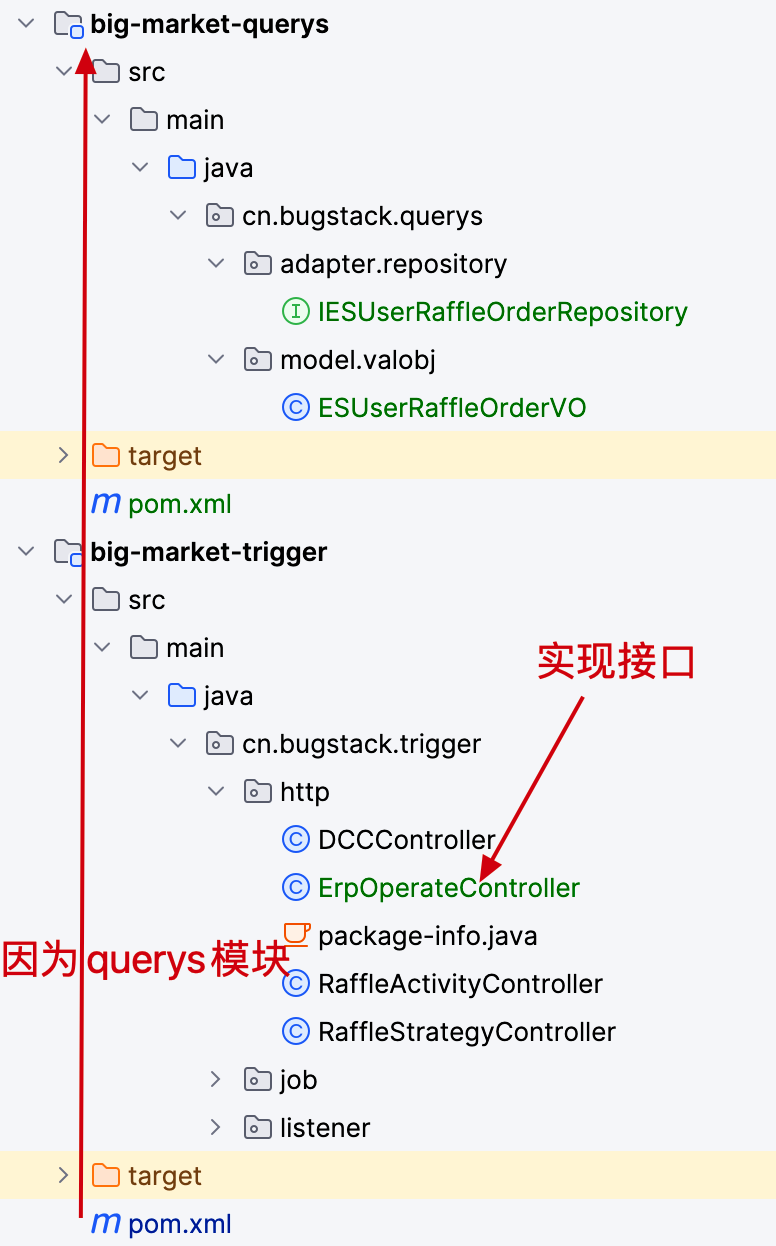 big-market-querys
src
main
java
cn.bugstack.querys
adapter.repository
IESUserRaffleOrderRepository
model.valobj
ESUserRaffleOrderVO
target
pom.xml
big-market-trigger
src
main
实现接口
java
cn.bugstack.trigger
http
DCCController
ErpOperateController
package-info.java
因为 querys 模块
RaffleActivityController
RaffleStrategyController
job
listener
target
pom.xml